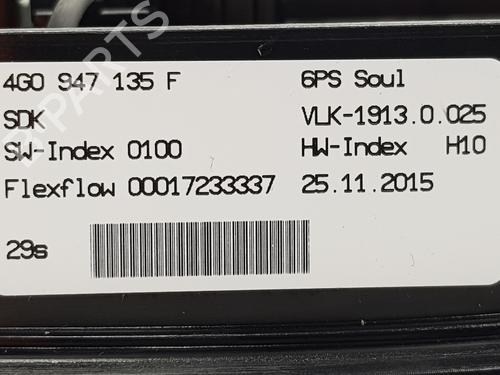 4G0 947 135 F 6PS Soul
SDK VLK-1913.0.025
SW-Index 0100 HW-Index H10
Flexflow 00017233337 25.11.2015
29s